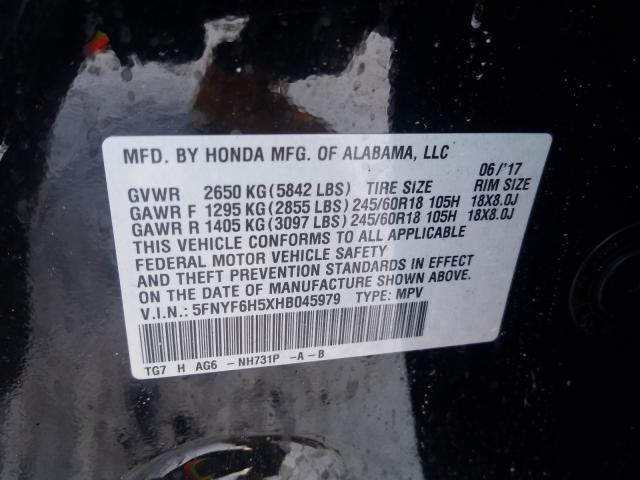 MFD. BY HONDA MFG. OF ALABAMA, LLC 06/'17
GVWR 2650 KG (5842 LBS) TIRE SIZE RIM SIZE
GAWR F 1295 KG (2855 LBS) 245/60R18 105H 18X8.0J
GAWR R 1405 KG (3097 LBS) 245/60R18 105H 18X8.0J
THIS VEHICLE CONFORMS TO ALL APPLICABLE
FEDERAL MOTOR VEHICLE SAFETY
AND THEFT PREVENTION STANDARDS IN EFFECT
ON THE DATE OF MANUFACTURE SHOWN ABOVE.
V.I.N.: 5FNYF6H5XHB045979 TYPE: MPV
TG7 H AG6 -NH731P -A-B